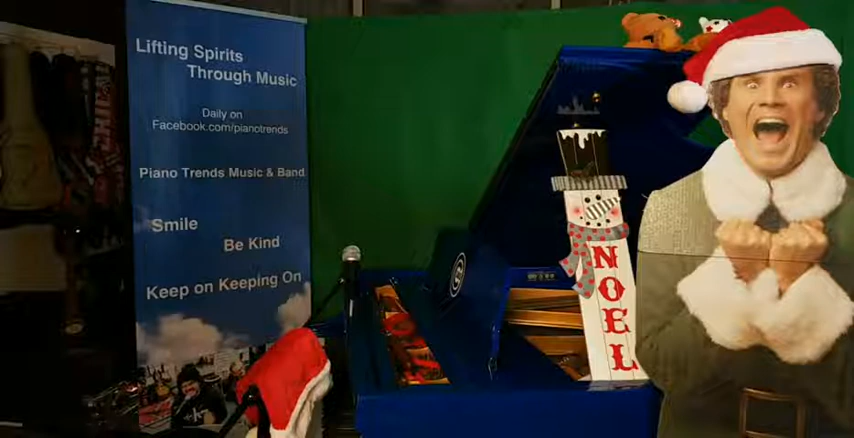 Lifting Spirits
Through Music
Daily on
Facebook.com/pianotrends
Piano Trends Music & Band
Smile
Be Kind
Keep on Keeping On
NOEL